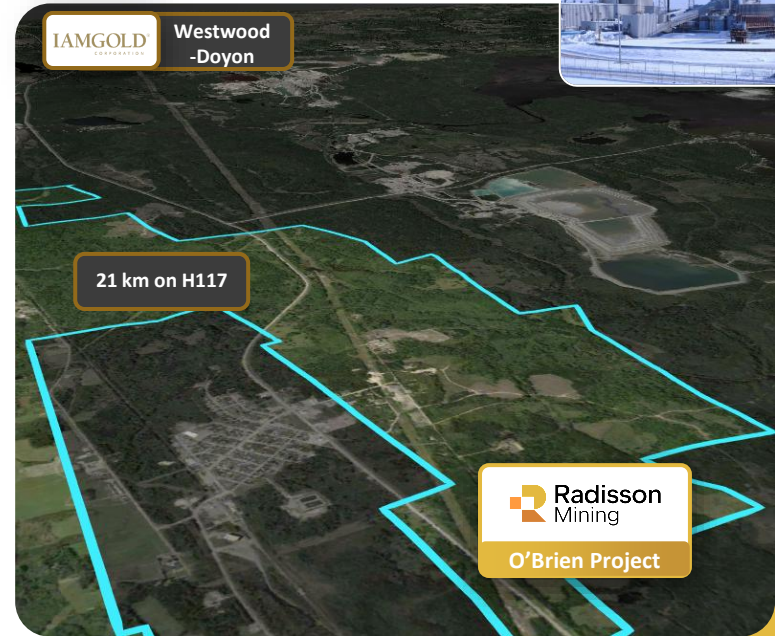 IAMGOLD®
CORPORATION
Westwood
-Doyon
21 km on H117
Radisson
Mining
O’Brien Project